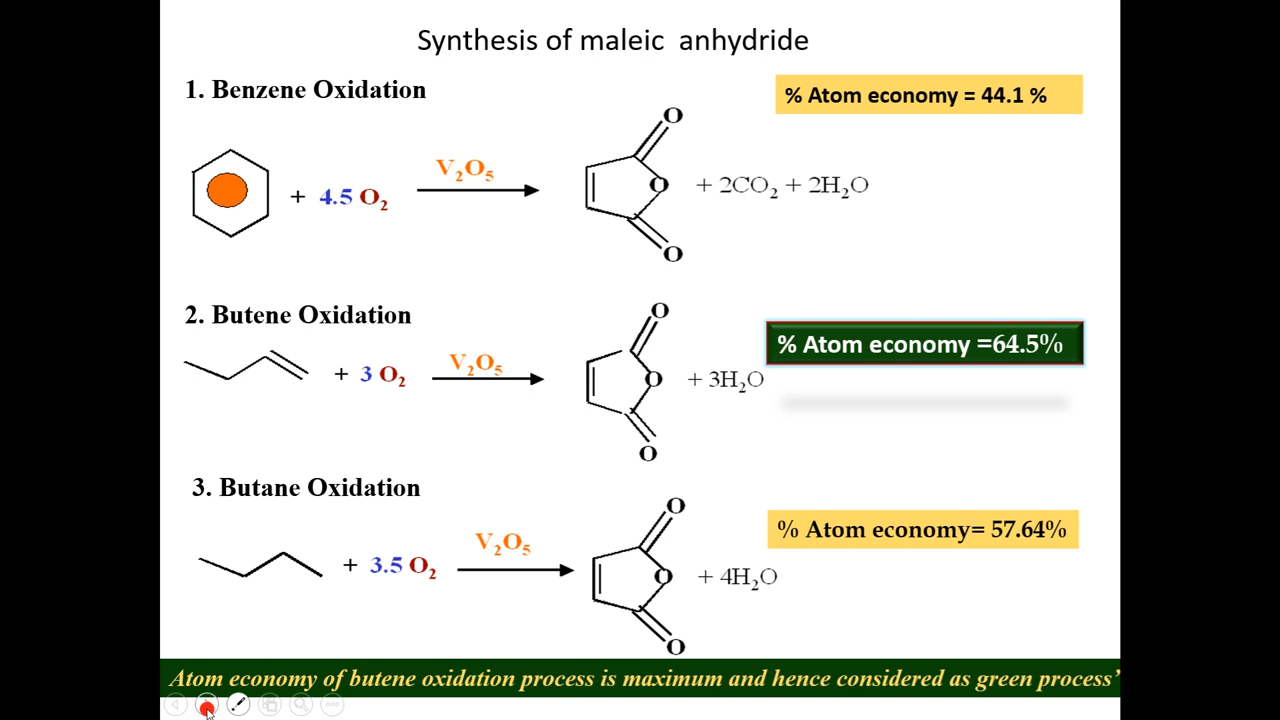 Synthesis of maleic anhydride
1. Benzene Oxidation
% Atom economy = 44.1 %
+ 4.5 O₂
V₂O₅
O
O
O
+ 2CO₂ + 2H₂O
2. Butene Oxidation
% Atom economy =64.5%
+ 3 O₂
V₂O₅
O
O
O
+ 3H₂O
3. Butane Oxidation
% Atom economy= 57.64%
+ 3.5 O₂
V₂O₅
O
O
O
+ 4H₂O
Atom economy of butene oxidation process is maximum and hence considered as green process’